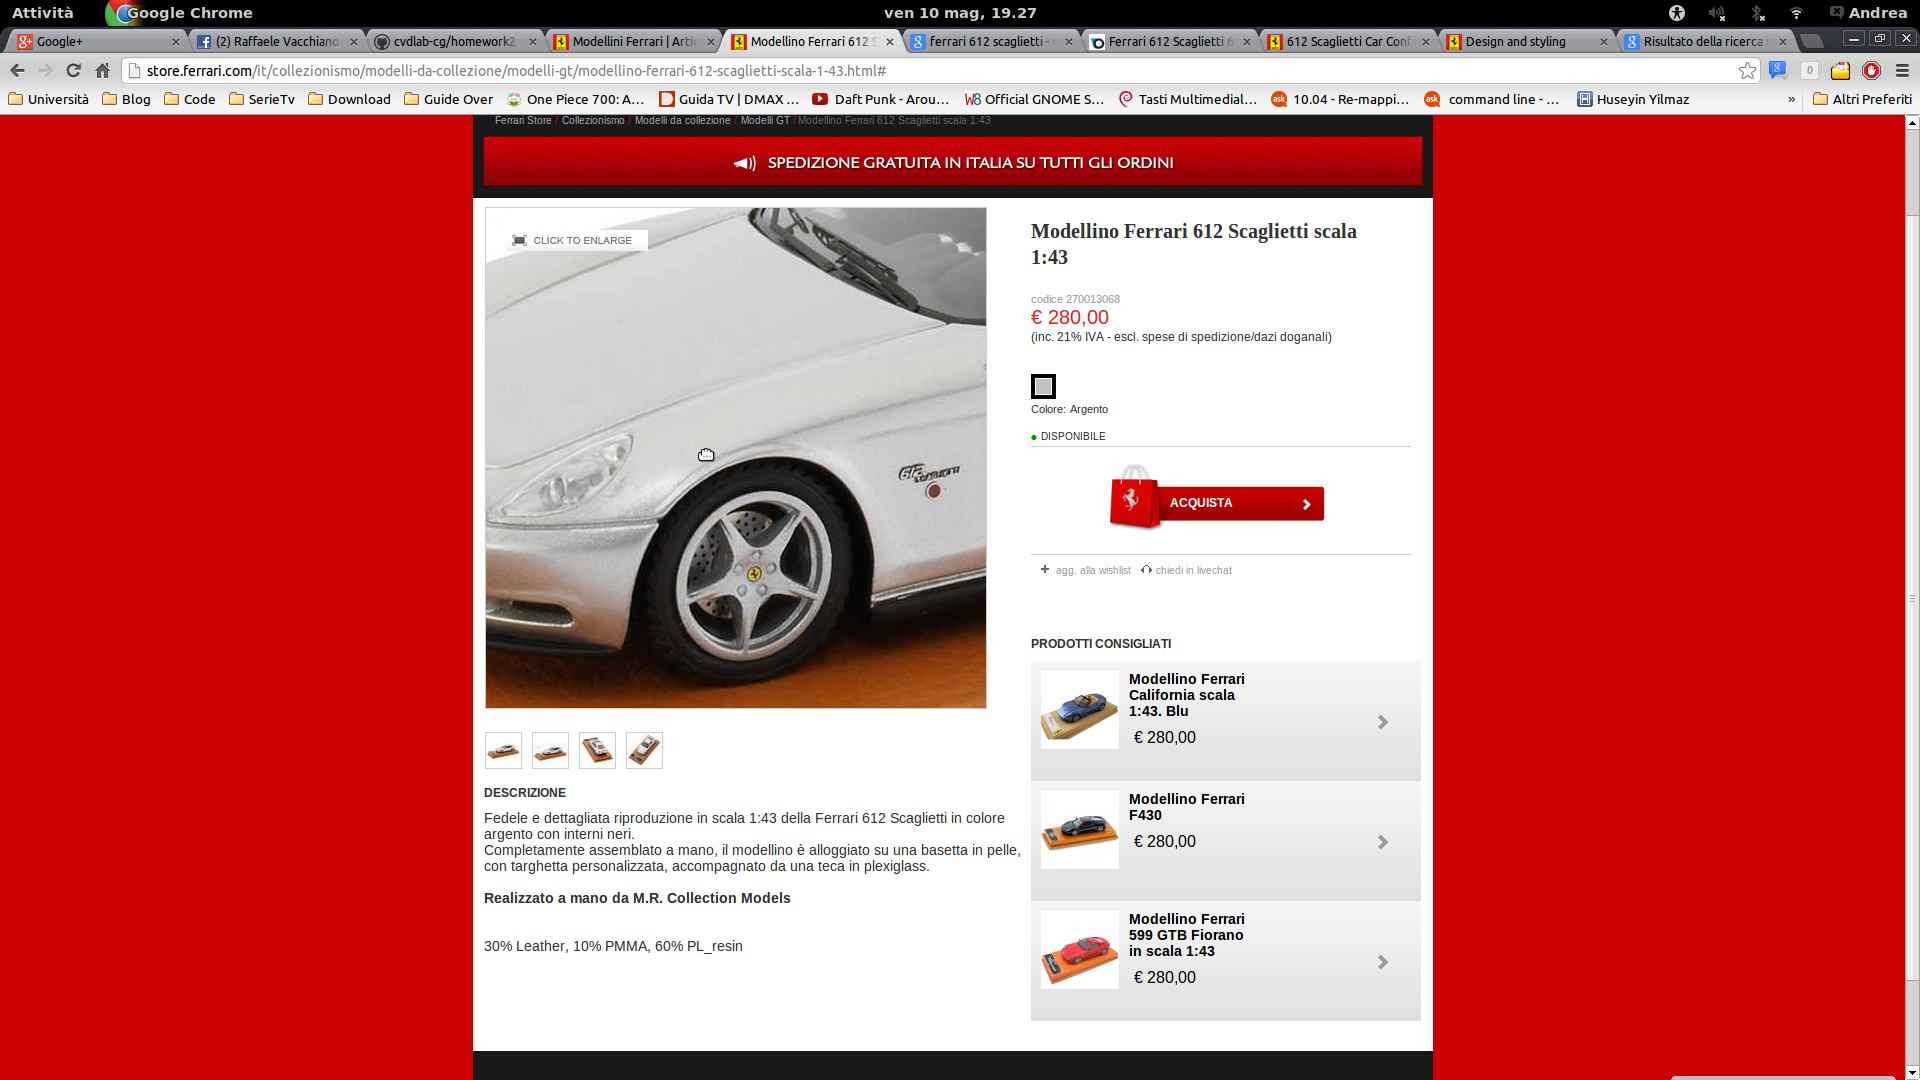 Attività
Google Chrome
ven 10 mag, 19.27
Andrea
Google+
(2) Raffaele Vacchiano
cvdlab-cg/homework2
Modellini Ferrari | Artic
Modellino Ferrari 612 S
ferrari 612 scaglietti -
Ferrari 612 Scaglietti 6
612 Scaglietti Car Conf
Design and styling
Risultato della ricerca i
store.ferrari.com/it/collezionismo/modelli-da-collezione/modelli-gt/modellino-ferrari-612-scaglietti-scala-1-43.html#
0
Università
Blog
Code
SerieTv
Download
Guide Over
One Piece 700: A...
Guida TV | DMAX ...
Daft Punk - Arou...
Official GNOME S...
Tasti Multimedial...
10.04 - Re-mappi...
command line - ...
Huseyin Yilmaz
»
Altri Preferiti
Ferrari Store / Collezionismo / Modelli da collezione / Modelli GT / Modellino Ferrari 612 Scaglietti scala 1:43
SPEDIZIONE GRATUITA IN ITALIA SU TUTTI GLI ORDINI
CLICK TO ENLARGE
612
Modellino Ferrari 612 Scaglietti scala
1:43
codice 270013068
€ 280,00
(inc. 21% IVA - escl. spese di spedizione/dazi doganali)
Colore: Argento
DISPONIBILE
ACQUISTA
agg. alla wishlist
chiedi in livechat
PRODOTTI CONSIGLIATI
Modellino Ferrari
California scala
1:43. Blu
€ 280,00
Modellino Ferrari
F430
€ 280,00
Modellino Ferrari
599 GTB Fiorano
in scala 1:43
€ 280,00
DESCRIZIONE
Fedele e dettagliata riproduzione in scala 1:43 della Ferrari 612 Scaglietti in colore
argento con interni neri.
Completamente assemblato a mano, il modellino è alloggiato su una basetta in pelle,
con targhetta personalizzata, accompagnato da una teca in plexiglass.
Realizzato a mano da M.R. Collection Models
30% Leather, 10% PMMA, 60% PL_resin